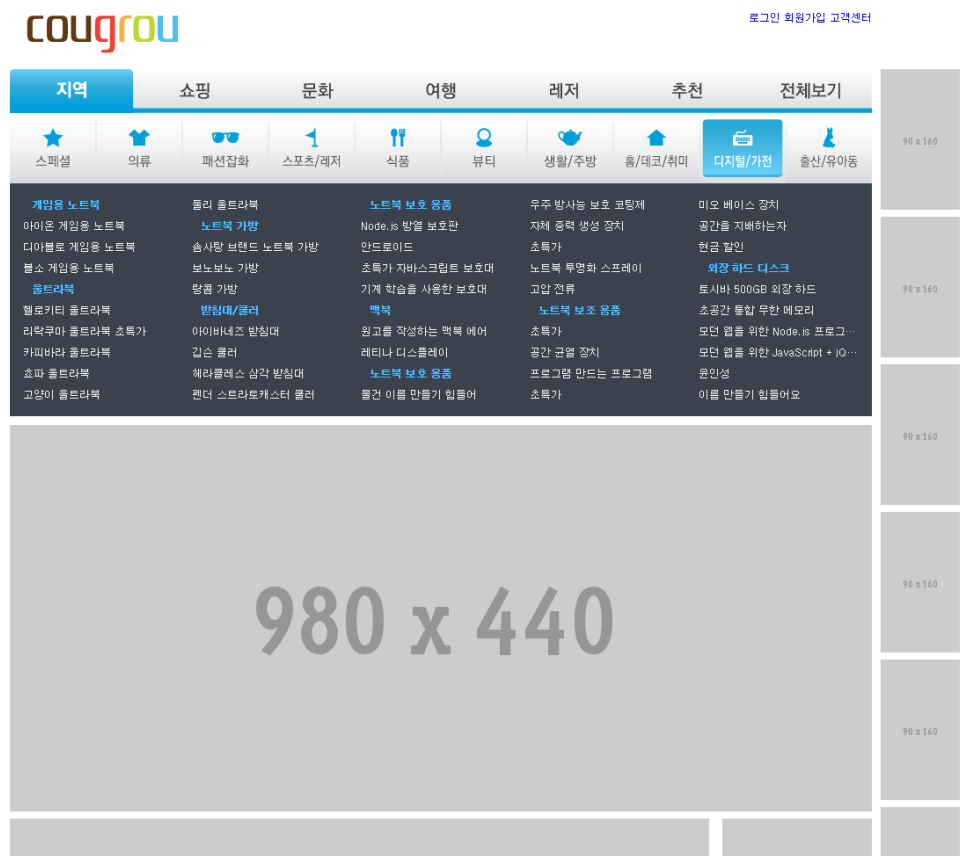 cougrou
로그인 회원가입 고객센터
지역 쇼핑 문화 여행 레저 추천 전체보기
스페셜 의류 패션잡화 스포츠/레저 식품 뷰티 생활/주방 홈/데코/취미 디지털/가전 출산/유아동
게임용 노트북
아이온 게임용 노트북
디아블로 게임용 노트북
블소 게임용 노트북
울트라북
헬로키티 울트라북
리락쿠마 울트라북 초특가
카피바라 울트라북
초파 울트라북
고양이 울트라북
둘리 울트라북
노트북 가방
솜사탕 브랜드 노트북 가방
보노보노 가방
랑콤 가방
받침대/쿨러
아이바네즈 받침대
깁슨 쿨러
헤라클레스 삼각 받침대
펜더 스트라토캐스터 쿨러
노트북 보호 용품
Node.js 방열 보호판
안드로이드
초특가 자바스크립트 보호대
기계 학습을 사용한 보호대
맥북
원고를 작성하는 맥북 에어
레티나 디스플레이
노트북 보호 용품
물건 이름 만들기 힘들어
우주 방사능 보호 코팅제
자체 중력 생성 장치
초특가
노트북 투명화 스프레이
고압 전류
노트북 보조 용품
초특가
공간 균열 장치
프로그램 만드는 프로그램
초특가
미오 베이스 장치
공간을 지배하는자
현금 할인
외장 하드 디스크
토시바 500GB 외장 하드
초공간 통합 무한 메모리
모던 웹을 위한 Node.js 프로그…
모던 웹을 위한 JavaScript + jQ…
윤인성
이름 만들기 힘들어요
980 x 440
90 x 160
90 x 160
90 x 160
90 x 160
90 x 160